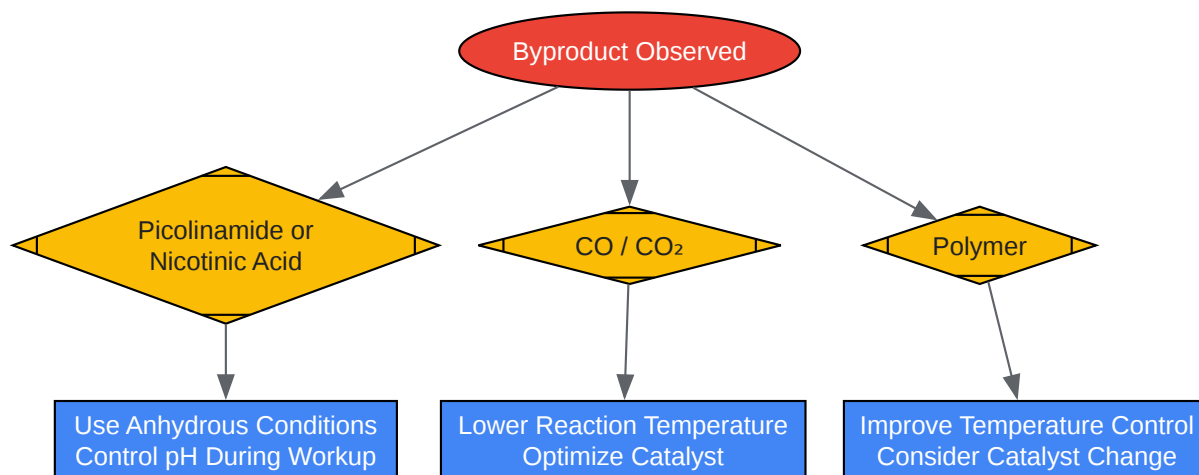 Byproduct Observed
Picolinamide or
Nicotinic Acid
CO / CO₂
Polymer
Use Anhydrous Conditions
Control pH During Workup
Lower Reaction Temperature
Optimize Catalyst
Improve Temperature Control
Consider Catalyst Change